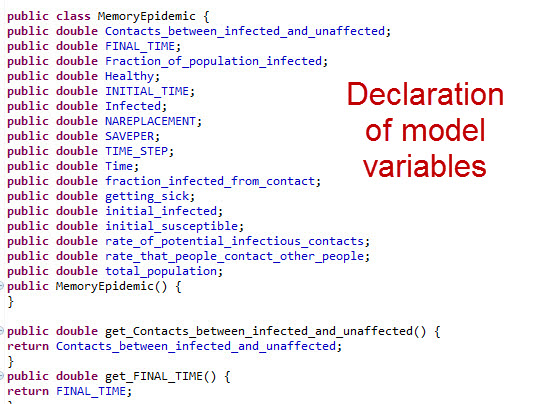 public class MemoryEpidemic {
public double Contacts_between_infected_and_unaffected;
public double FINAL_TIME;
public double Fraction_of_population_infected;
public double Healthy;
public double INITIAL_TIME;
public double Infected;
public double NAREPLACEMENT;
public double SAVEPER;
public double TIME_STEP;
public double Time;
public double fraction_infected_from_contact;
public double getting_sick;
public double initial_infected;
public double initial_susceptible;
public double rate_of_potential_infectious_contacts;
public double rate_that_people_contact_other_people;
public double total_population;
public MemoryEpidemic() {
}
public double get_Contacts_between_infected_and_unaffected() {
return Contacts_between_infected_and_unaffected;
}
public double get_FINAL_TIME() {
return FINAL_TIME;
Declaration
of model
variables